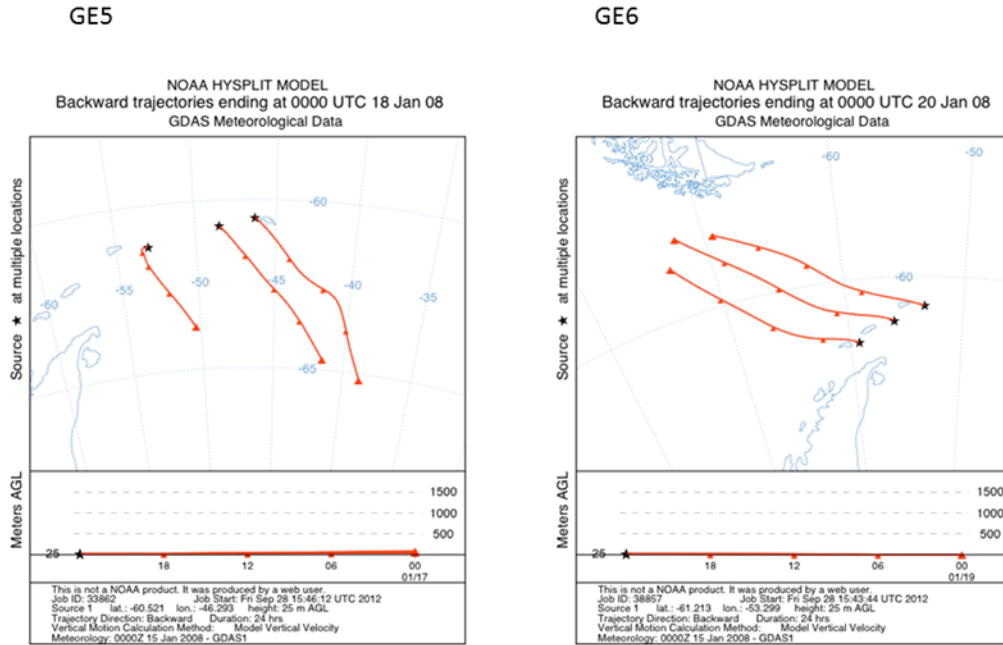 GE5
NOAA HYSPLIT MODEL
Backward trajectories ending at 0000 UTC 18 Jan 08
GDAS Meteorological Data
Source ★ at multiple locations
-60
-45
-40
-35
-50
-55
-60
-65
Meters AGL
1500
1000
500
25
18
12
06
00
01/17
This is not a NOAA product. It was produced by a web user.
Job ID: 33862 Job Start: Fri Sep 28 15:46:12 UTC 2012
Source 1 lat.: -60.521 lon.: -46.293 height: 25 m AGL
Trajectory Direction: Backward Duration: 24 hrs
Vertical Motion Calculation Method: Model Vertical Velocity
Meteorology: 0000Z 15 Jan 2008 - GDAS1
GE6
NOAA HYSPLIT MODEL
Backward trajectories ending at 0000 UTC 20 Jan 08
GDAS Meteorological Data
Source ★ at multiple locations
-60
-50
-60
Meters AGL
1500
1000
500
25
18
12
06
00
01/19
This is not a NOAA product. It was produced by a web user.
Job ID: 38857 Job Start: Fri Sep 28 15:43:44 UTC 2012
Source 1 lat.: -61.213 lon.: -53.299 height: 25 m AGL
Trajectory Direction: Backward Duration: 24 hrs
Vertical Motion Calculation Method: Model Vertical Velocity
Meteorology: 0000Z 15 Jan 2008 - GDAS1